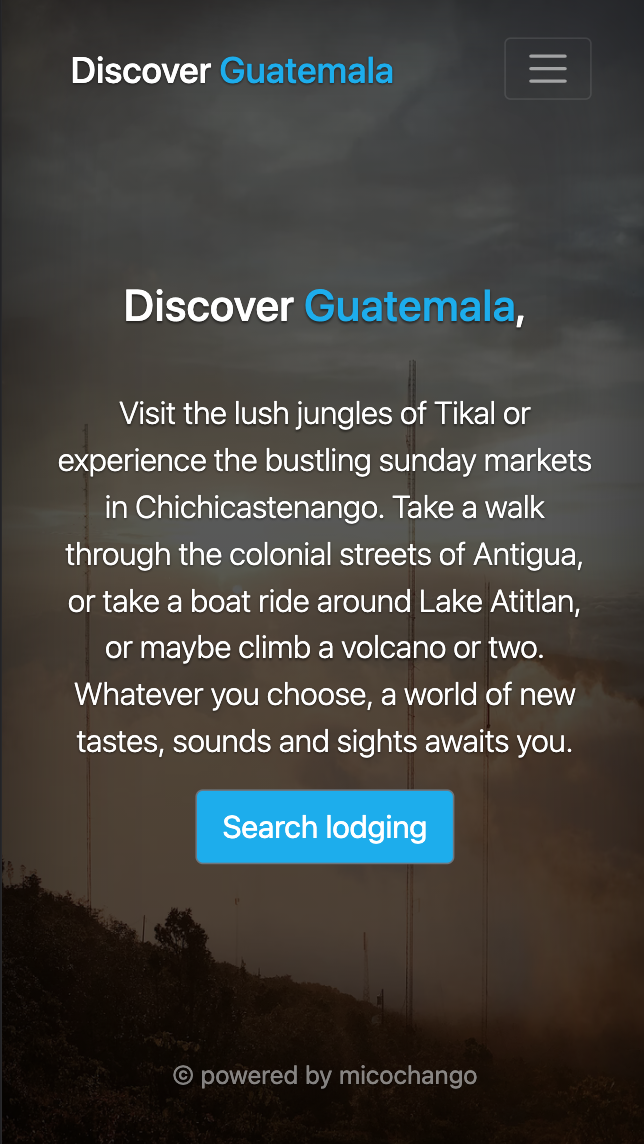 Discover Guatemala
Discover Guatemala,
Visit the lush jungles of Tikal or
experience the bustling sunday markets
in Chichicastenango. Take a walk
through the colonial streets of Antigua,
or take a boat ride around Lake Atitlan,
or maybe climb a volcano or two.
Whatever you choose, a world of new
tastes, sounds and sights awaits you.
Search lodging
© powered by micochango